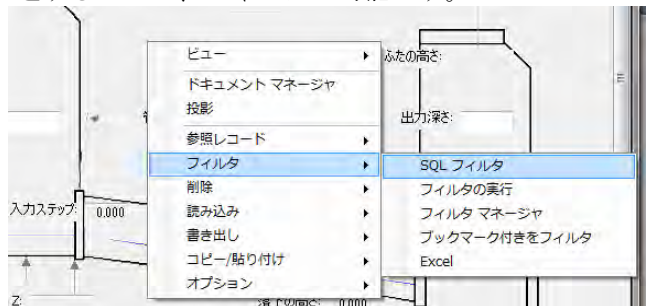 ビュー
ふたの高さ:
ドキュメント マネージャ
投影
出力深さ:
参照レコード
フィルタ
SQL フィルタ
削除
フィルタの実行
入力ステップ:
0.000
読み込み
フィルタ マネージャ
書き出し
ブックマーク付きをフィルタ
コピー/貼り付け
Excel
オプション
Z:
0.000